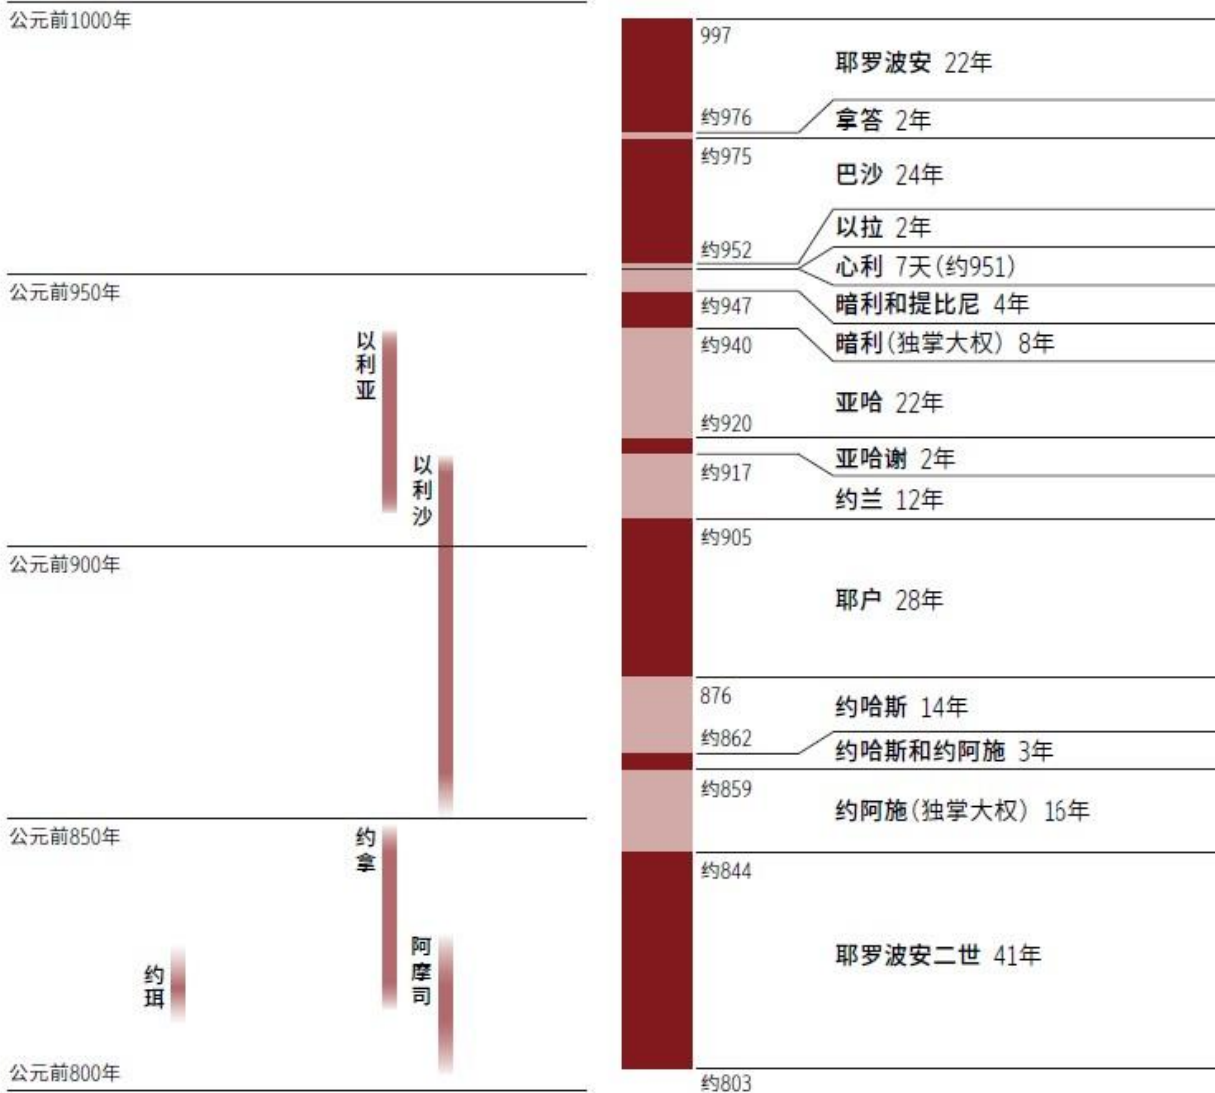 公元前1000年
公元前950年
以利亚
以利沙
公元前900年
公元前850年
约拿
阿摩司
约珥
公元前800年
997
耶罗波安 22年
约976
拿答 2年
约975
巴沙 24年
约952
以拉 2年
心利 7天(约951)
约947
暗利和提比尼 4年
约940
暗利(独掌大权) 8年
亚哈 22年
约920
亚哈谢 2年
约917
约兰 12年
约905
耶户 28年
876
约哈斯 14年
约862
约哈斯和约阿施 3年
约859
约阿施(独掌大权) 16年
约844
耶罗波安二世 41年
约803